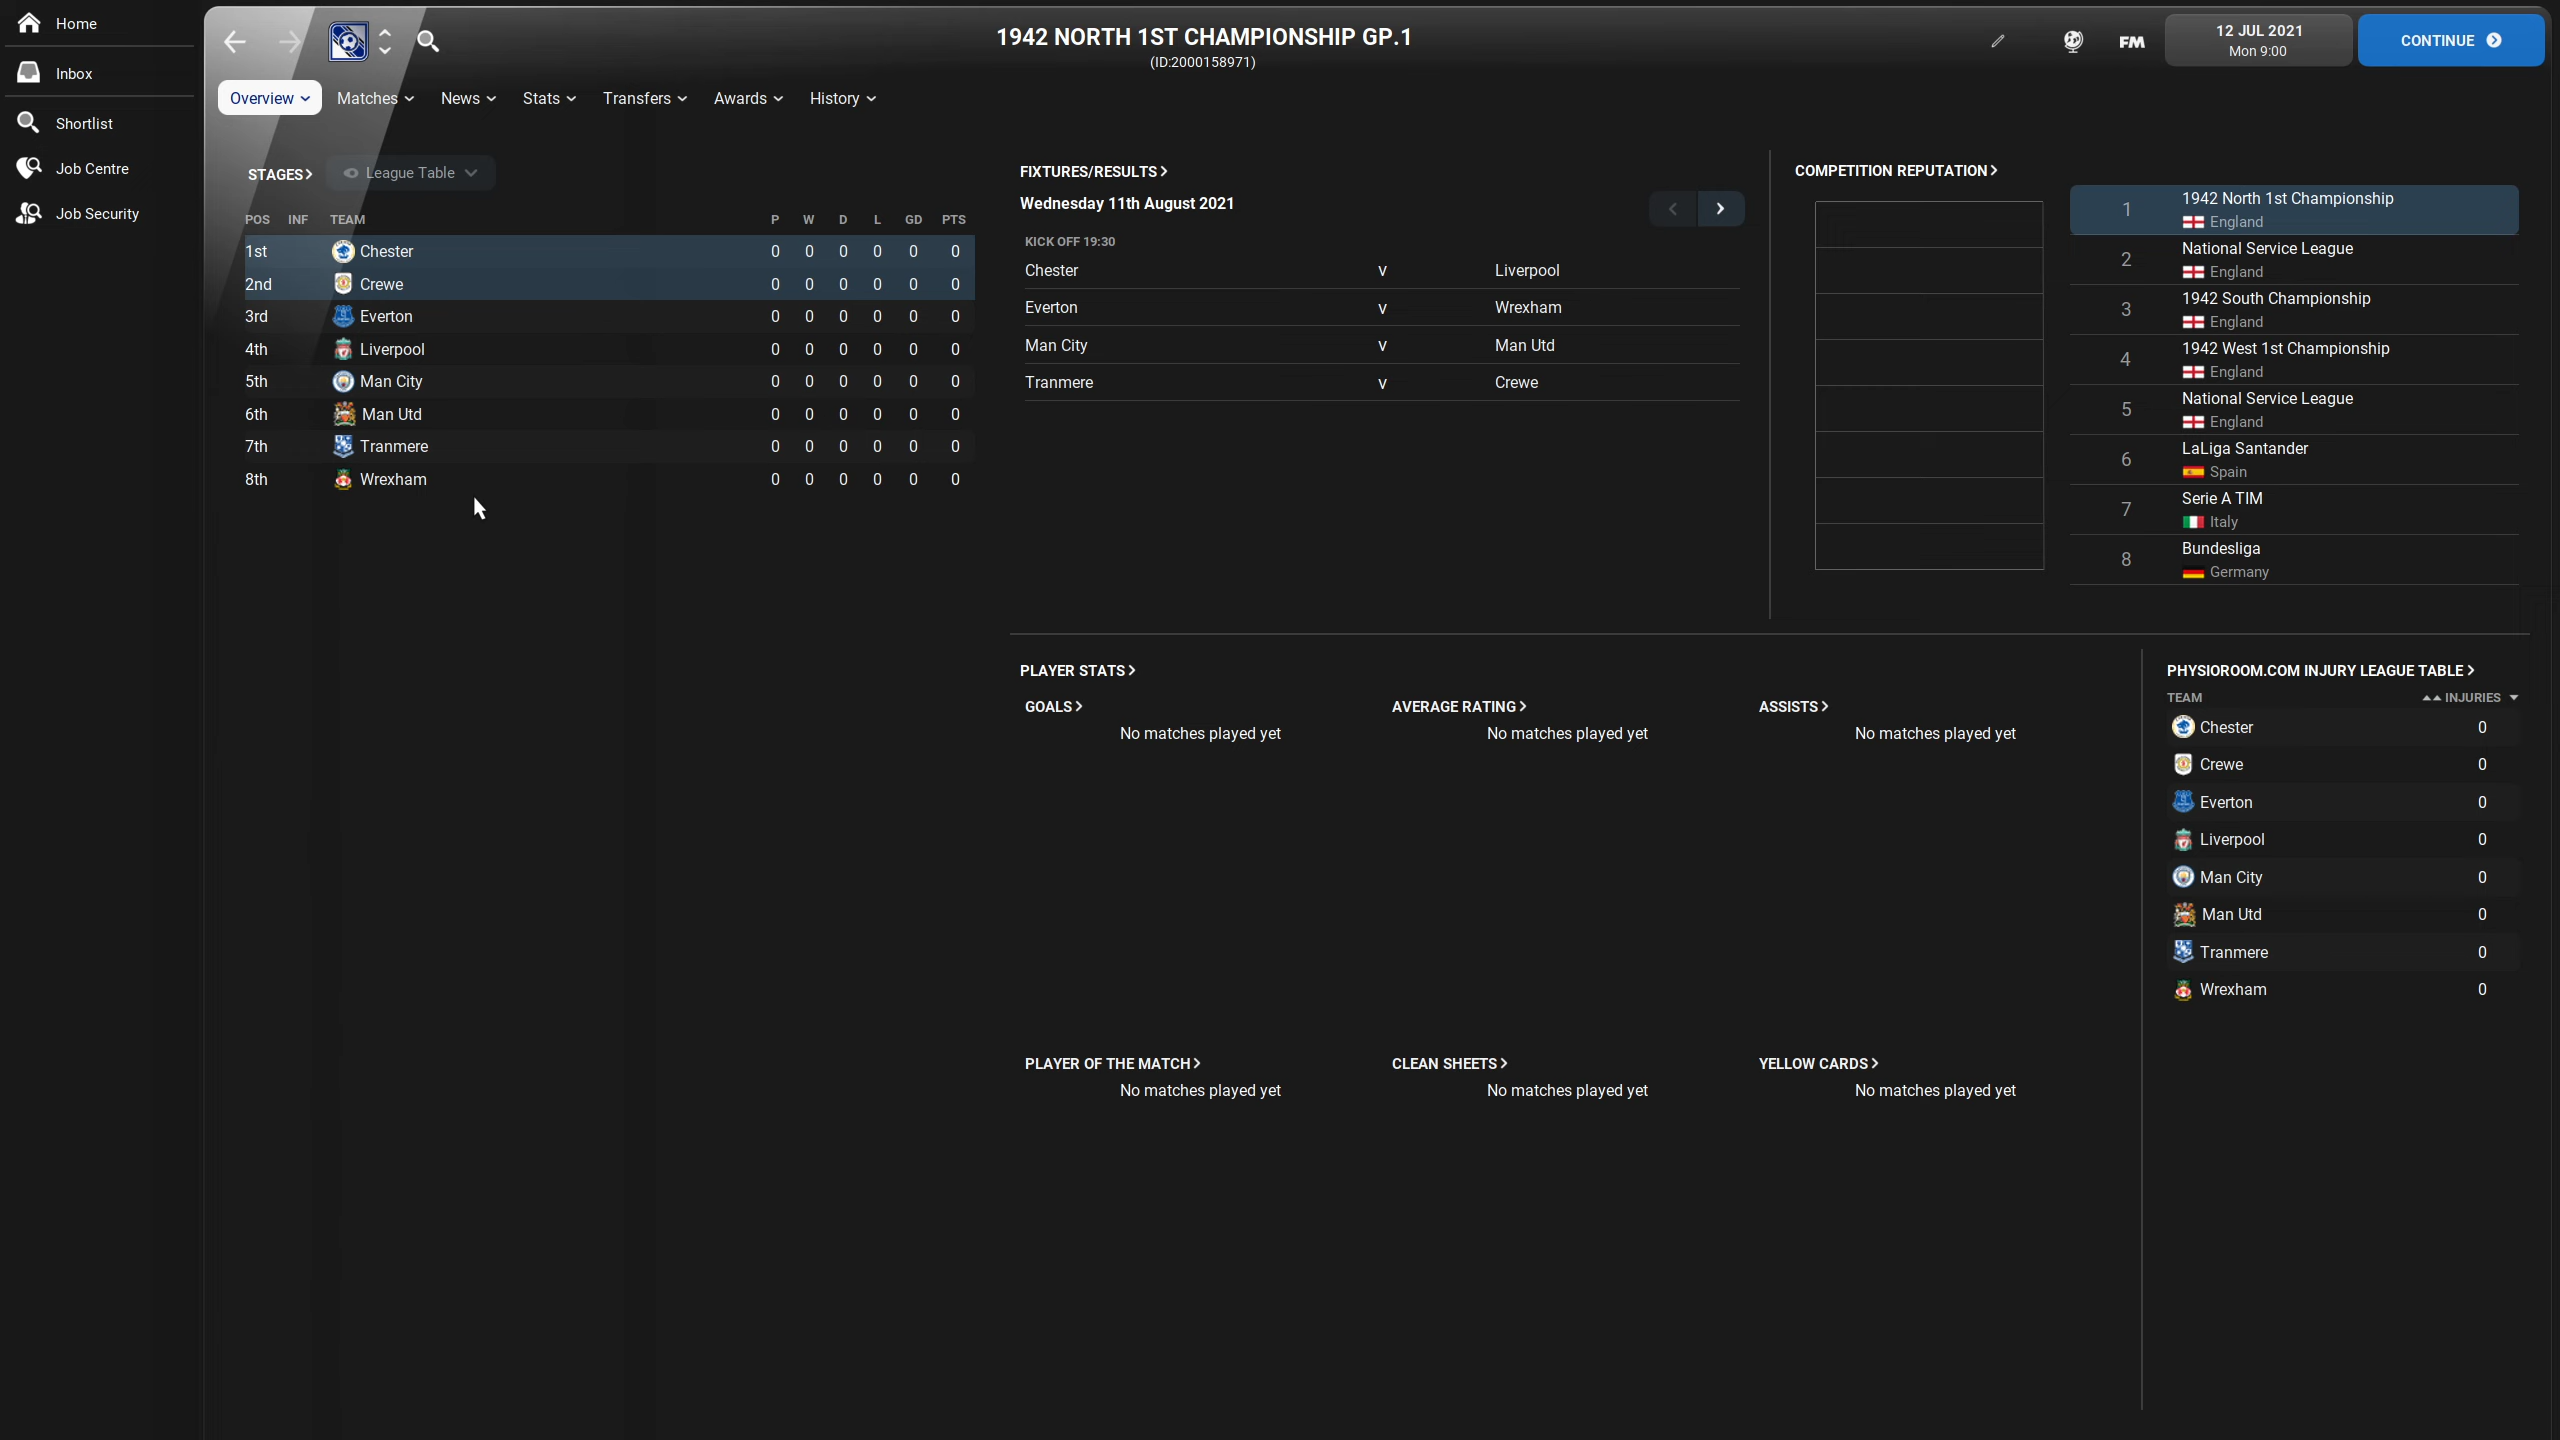 Home
Inbox
Shortlist
Job Centre
Job Security
1942 NORTH 1ST CHAMPIONSHIP GP.1
(ID:2000158971)
FM
12 JUL 2021
Mon 9:00
CONTINUE
Overview Matches News Stats Transfers Awards History
STAGES League Table
POS INF TEAM P W D L GD PTS
1st Chester 0 0 0 0 0 0
2nd Crewe 0 0 0 0 0 0
3rd Everton 0 0 0 0 0 0
4th Liverpool 0 0 0 0 0 0
5th Man City 0 0 0 0 0 0
6th Man Utd 0 0 0 0 0 0
7th Tranmere 0 0 0 0 0 0
8th Wrexham 0 0 0 0 0 0
FIXTURES/RESULTS
Wednesday 11th August 2021
KICK OFF 19:30
Chester v Liverpool
Everton v Wrexham
Man City v Man Utd
Tranmere v Crewe
COMPETITION REPUTATION
1 1942 North 1st Championship
England
2 National Service League
England
3 1942 South Championship
England
4 1942 West 1st Championship
England
5 National Service League
England
6 LaLiga Santander
Spain
7 Serie A TIM
Italy
8 Bundesliga
Germany
PLAYER STATS
GOALS
No matches played yet
AVERAGE RATING
No matches played yet
ASSISTS
No matches played yet
PLAYER OF THE MATCH
No matches played yet
CLEAN SHEETS
No matches played yet
YELLOW CARDS
No matches played yet
PHYSIOROOM.COM INJURY LEAGUE TABLE
TEAM INJURIES
Chester 0
Crewe 0
Everton 0
Liverpool 0
Man City 0
Man Utd 0
Tranmere 0
Wrexham 0